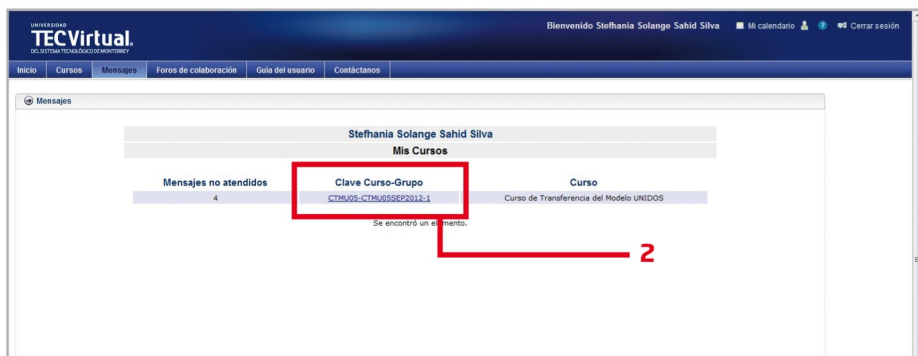 UNIVERSIDAD
TECVirtual.
DEL SISTEMA TECNOLÓGICO DE MONTERREY
Bienvenido Stefhania Solange Sahid Silva Mi calendario ? Cerrar sesión
Inicio Cursos Mensajes Foros de colaboración Guía del usuario Contáctanos
Mensajes
Stefhania Solange Sahid Silva
Mis Cursos
Mensajes no atendidos Clave Curso-Grupo Curso
4 CTMU05-CTMU05SEP2012-1 Curso de Transferencia del Modelo UNIDOS
Se encontró un elemento.
2